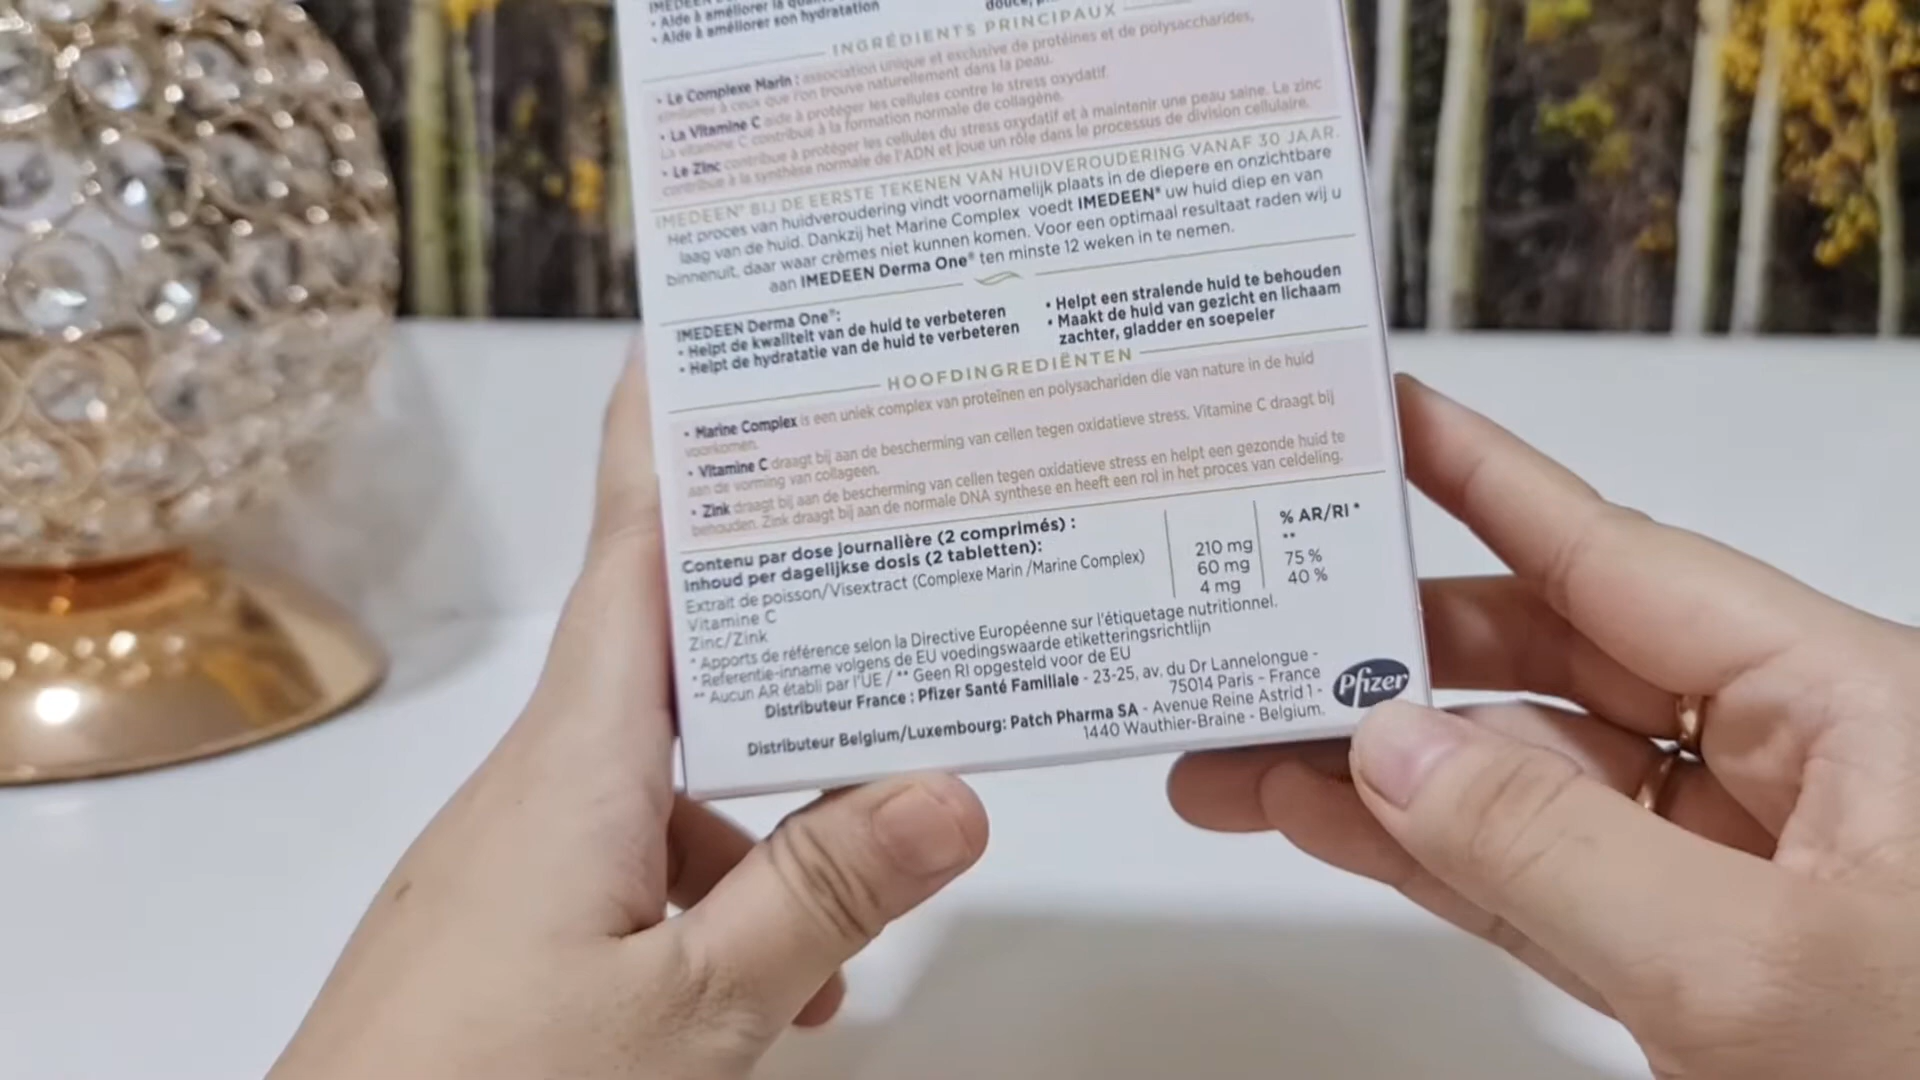 IMEDEEN
• Aide à améliorer la
• Aide à améliorer son hydratation
douce,
INGRÉDIENTS PRINCIPAUX
• Le Complexe Marin : association unique et exclusive de protéines et de polysaccharides,
similaires à ceux que l'on trouve naturellement dans la peau.
• La Vitamine C aide à protéger les cellules contre le stress oxydatif.
La vitamine C contribue à la formation normale de collagène.
• Le Zinc contribue à protéger les cellules du stress oxydatif et à maintenir une peau saine. Le zinc
contribue à la synthèse normale de l'ADN et joue un rôle dans le processus de division cellulaire.
IMEDEEN® BIJ DE EERSTE TEKENEN VAN HUIDVEROUDERING VANAF 30 JAAR.
Het proces van huidveroudering vindt voornamelijk plaats in de diepere en onzichtbare
laag van de huid. Dankzij het Marine Complex voedt IMEDEEN® uw huid diep en van
binnenuit, daar waar crèmes niet kunnen komen. Voor een optimaal resultaat raden wij u
aan IMEDEEN Derma One® ten minste 12 weken in te nemen.
IMEDEEN Derma One®:
• Helpt de kwaliteit van de huid te verbeteren
• Helpt de hydratatie van de huid te verbeteren
• Helpt een stralende huid te behouden
• Maakt de huid van gezicht en lichaam
zachter, gladder en soepeler
HOOFDINGREDIËNTEN
• Marine Complex is een uniek complex van proteïnen en polysachariden die van nature in de huid
voorkomen.
• Vitamine C draagt bij aan de bescherming van cellen tegen oxidatieve stress. Vitamine C draagt bij
aan de vorming van collageen.
• Zink draagt bij aan de bescherming van cellen tegen oxidatieve stress en helpt een gezonde huid te
behouden. Zink draagt bij aan de normale DNA synthese en heeft een rol in het proces van celdeling.
Contenu par dose journalière (2 comprimés) :
Inhoud per dagelijkse dosis (2 tabletten):
% AR/RI *
Extrait de poisson/Visextract (Complexe Marin /Marine Complex) 210 mg **
Vitamine C 60 mg 75 %
Zinc/Zink 4 mg 40 %
* Apports de référence selon la Directive Européenne sur l'étiquetage nutritionnel.
* Referentie-inname volgens de EU voedingswaarde etiketteringsrichtlijn
** Aucun AR établi par l'UE / ** Geen RI opgesteld voor de EU
Distributeur France : Pfizer Santé Familiale - 23-25, av. du Dr Lannelongue -
75014 Paris - France
Distributeur Belgium/Luxembourg: Patch Pharma SA - Avenue Reine Astrid 1 -
1440 Wauthier-Braine - Belgium.
Pfizer